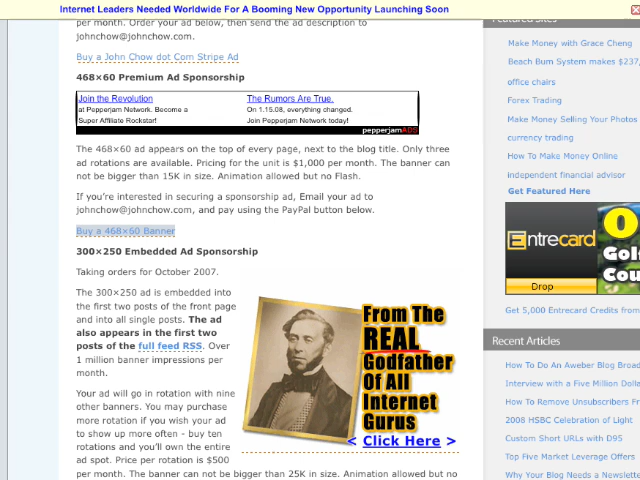 Internet Leaders Needed Worldwide For A Booming New Opportunity Launching Soon
per month. Order your ad below, then send the ad description to
johnchow@johnchow.com.
Buy a John Chow dot Com Stripe Ad
468×60 Premium Ad Sponsorship
Join the Revolution
at Pepperjam Network. Become a
Super Affiliate Rockstar!
The Rumors Are True.
On 1.15.08, everything changed.
Join Pepperjam Network today!
pepperjamADS
The 468×60 ad appears on the top of every page, next to the blog title. Only three
ad rotations are available. Pricing for the unit is $1,000 per month. The banner can
not be bigger than 15K in size. Animation allowed but no Flash.
If you're interested in securing a sponsorship ad, Email your ad to
johnchow@johnchow.com, and pay using the PayPal button below.
Buy a 468×60 Banner
300×250 Embedded Ad Sponsorship
Taking orders for October 2007.
The 300×250 ad is embedded into
the first two posts of the front page
and into all single posts. The ad
also appears in the first two
posts of the full feed RSS. Over
1 million banner impressions per
month.
Your ad will go in rotation with nine
other banners. You may purchase
more rotation if you wish your ad
to show up more often - buy ten
rotations and you'll own the entire
ad spot. Price per rotation is $500
per month. The banner can not be bigger than 25K in size. Animation allowed but no
From The
REAL
Godfather
Of All
Internet
Gurus
< Click Here >
Featured Sites
Make Money with Grace Cheng
Beach Bum System makes $237,
office chairs
Forex Trading
Make Money Selling Your Photos
currency trading
How To Make Money Online
independent financial advisor
Get Featured Here
Entrecard
Drop
Gol
Cou
Get 5,000 Entrecard Credits from
Recent Articles
How To Do An Aweber Blog Broad
Interview with a Five Million Dolla
How To Remove Unsubscribers Fr
2008 HSBC Celebration of Light
Custom Short URLs with D95
Top Five Market Leverage Offers
Why Your Blog Needs a Newslette